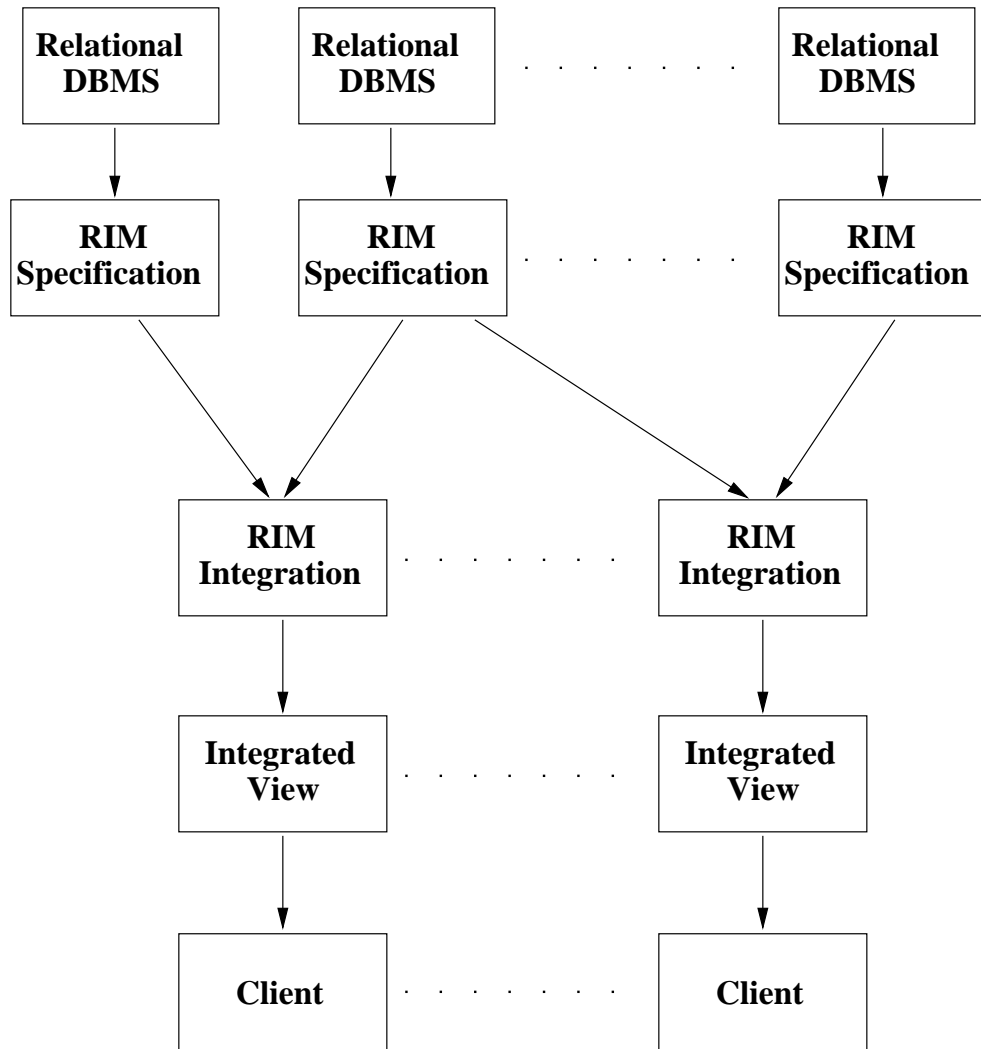 Relational
DBMS
Relational
DBMS
Relational
DBMS
RIM
Specification
RIM
Specification
RIM
Specification
RIM
Integration
RIM
Integration
Integrated
View
Integrated
View
Client
Client